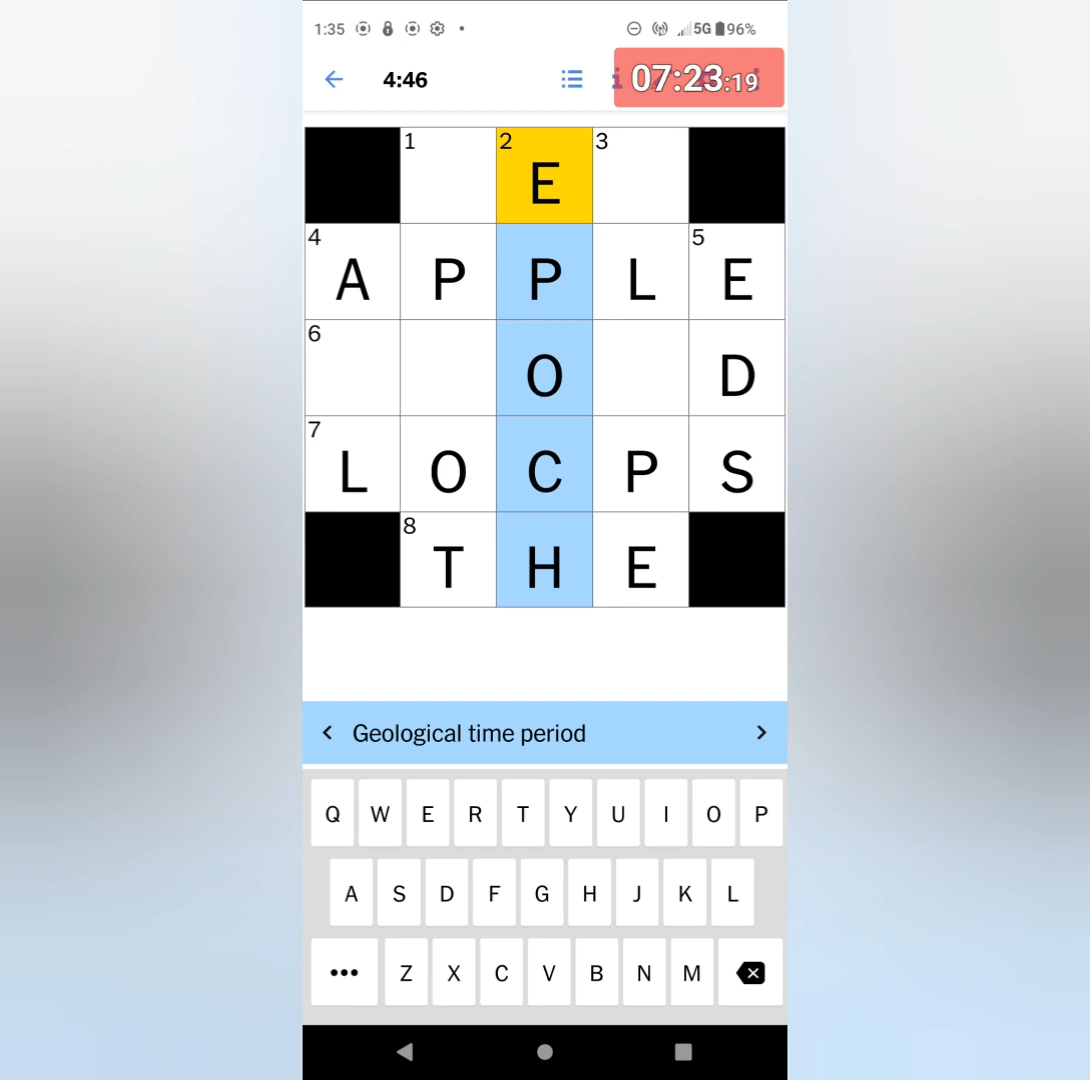 1:35 5G 96%
4:46 07:23:19
1 2 E 3
4 A P P L 5 E
6 O D
7 L O C P S
8 T H E
Geological time period
Q W E R T Y U I O P
A S D F G H J K L
Z X C V B N M